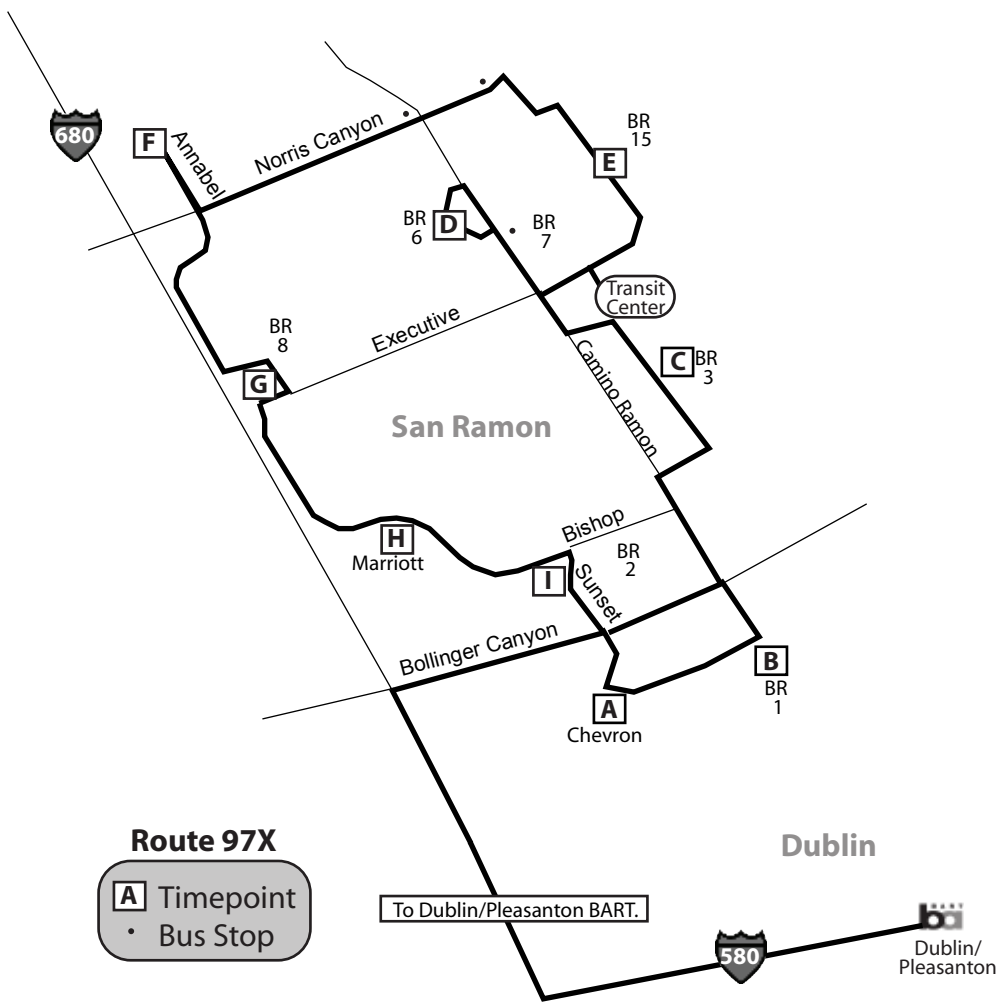 680
F
Annabel
Norris Canyon
BR
15
E
BR
6
D
BR
7
Transit
Center
BR
8
Executive
G
Camino Ramon
C
BR
3
San Ramon
H
Marriott
Bishop
BR
2
I
Sunset
Bollinger Canyon
B
BR
1
A
Chevron
Route 97X
A Timepoint
Bus Stop
Dublin
To Dublin/Pleasanton BART.
580
BART
ba
Dublin/
Pleasanton